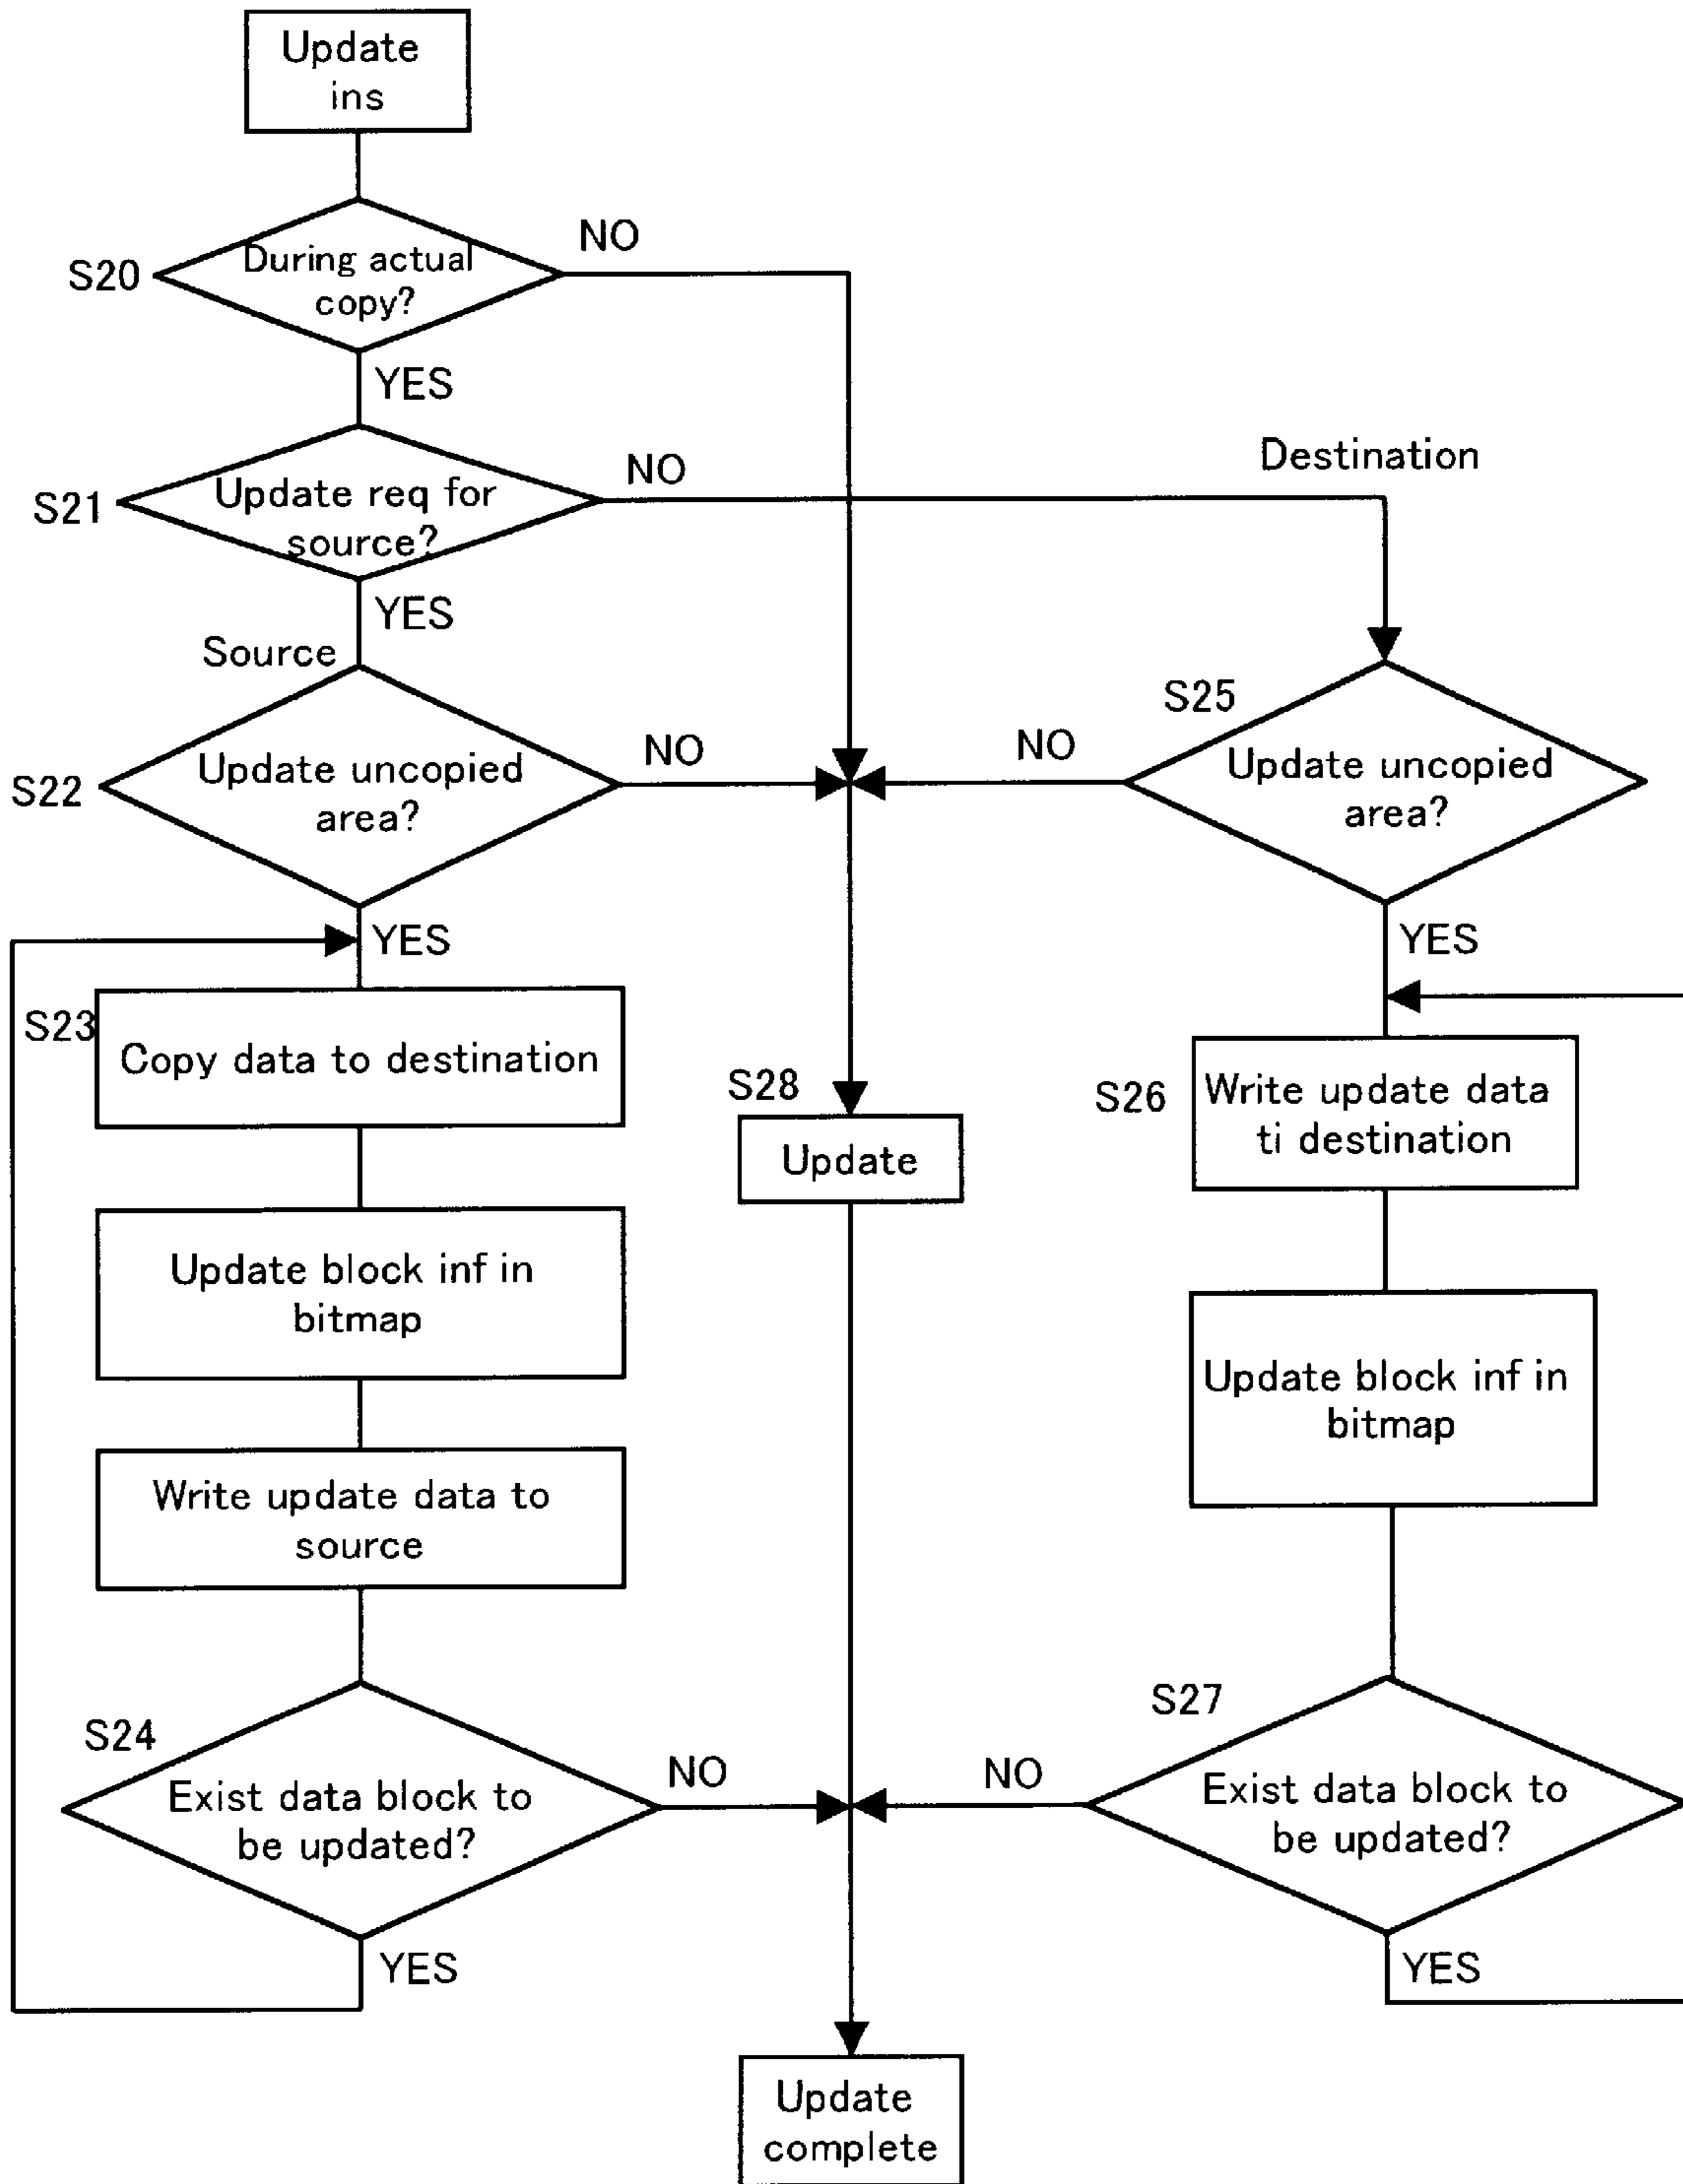 Update
ins
S20
During actual
copy?
NO
YES
S21
Update req for
source?
NO
Destination
YES
Source
S22
Update uncopied
area?
NO
NO
S25
Update uncopied
area?
YES
YES
S23
Copy data to destination
S28
Update
S26
Write update data
ti destination
Update block inf in
bitmap
Update block inf in
bitmap
Write update data to
source
S24
Exist data block to
be updated?
NO
NO
S27
Exist data block to
be updated?
YES
YES
Update
complete